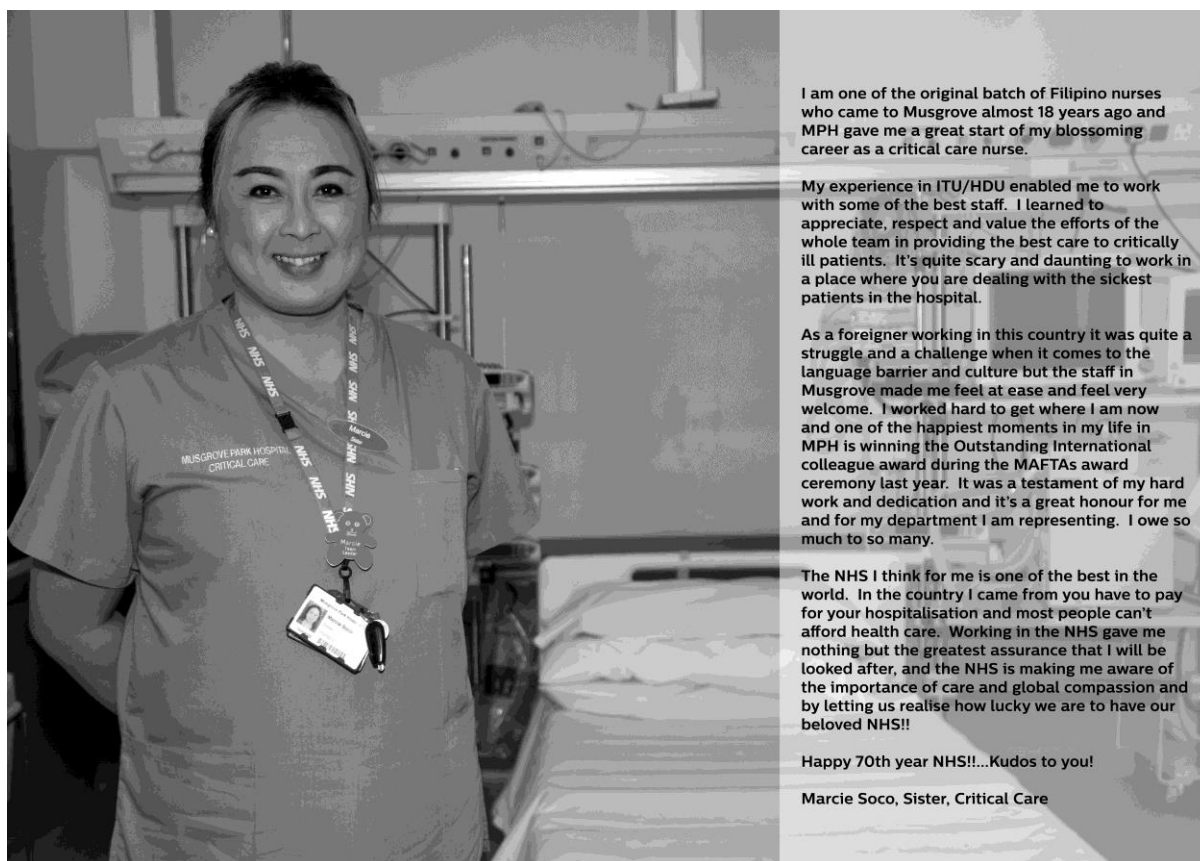 NHS
NHS
NHS
NHS
NHS
NHS
NHS
NHS
NHS
NHS
Marcie
Soco
MUSGROVE PARK HOSPITAL
CRITICAL CARE
Marcie
Marcie Soco
I am one of the original batch of Filipino nurses
who came to Musgrove almost 18 years ago and
MPH gave me a great start of my blossoming
career as a critical care nurse.
My experience in ITU/HDU enabled me to work
with some of the best staff.  I learned to
appreciate, respect and value the efforts of the
whole team in providing the best care to critically
ill patients.  It's quite scary and daunting to work in
a place where you are dealing with the sickest
patients in the hospital.
As a foreigner working in this country it was quite a
struggle and a challenge when it comes to the
language barrier and culture but the staff in
Musgrove made me feel at ease and feel very
welcome.  I worked hard to get where I am now
and one of the happiest moments in my life in
MPH is winning the Outstanding International
colleague award during the MAFTAs award
ceremony last year.  It was a testament of my hard
work and dedication and it's a great honour for me
and for my department I am representing.  I owe so
much to so many.
The NHS I think for me is one of the best in the
world.  In the country I came from you have to pay
for your hospitalisation and most people can't
afford health care.  Working in the NHS gave me
nothing but the greatest assurance that I will be
looked after, and the NHS is making me aware of
the importance of care and global compassion and
by letting us realise how lucky we are to have our
beloved NHS!!
Happy 70th year NHS!!...Kudos to you!
Marcie Soco, Sister, Critical Care